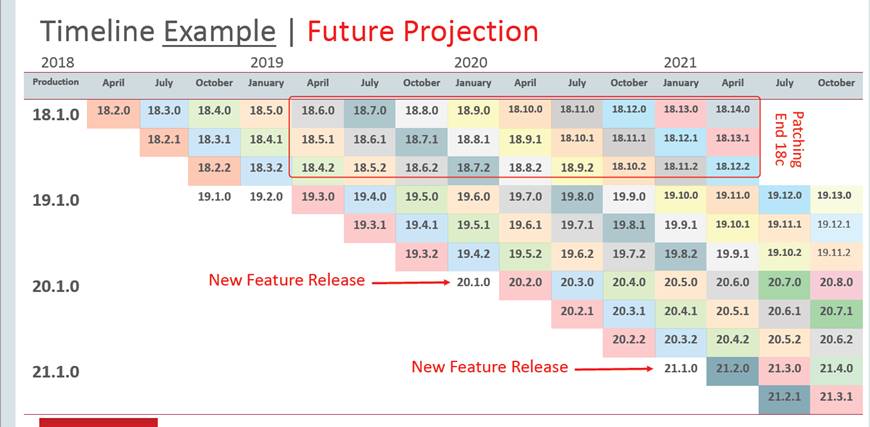 Timeline Example | Future Projection
2018 2019 2020 2021
Production April July October January April July October January April July October January April July October
18.1.0 18.2.0 18.3.0 18.4.0 18.5.0 18.6.0 18.7.0 18.8.0 18.9.0 18.10.0 18.11.0 18.12.0 18.13.0 18.14.0
18.2.1 18.3.1 18.4.1 18.5.1 18.6.1 18.7.1 18.8.1 18.9.1 18.10.1 18.11.1 18.12.1 18.13.1
18.2.2 18.3.2 18.4.2 18.5.2 18.6.2 18.7.2 18.8.2 18.9.2 18.10.2 18.11.2 18.12.2
Patching
End 18c
19.1.0 19.1.0 19.2.0 19.3.0 19.4.0 19.5.0 19.6.0 19.7.0 19.8.0 19.9.0 19.10.0 19.11.0 19.12.0 19.13.0
19.3.1 19.4.1 19.5.1 19.6.1 19.7.1 19.8.1 19.9.1 19.10.1 19.11.1 19.12.1
19.3.2 19.4.2 19.5.2 19.6.2 19.7.2 19.8.2 19.9.1 19.10.2 19.11.2
20.1.0 New Feature Release 20.1.0 20.2.0 20.3.0 20.4.0 20.5.0 20.6.0 20.7.0 20.8.0
20.2.1 20.3.1 20.4.1 20.5.1 20.6.1 20.7.1
20.2.2 20.3.2 20.4.2 20.5.2 20.6.2
21.1.0 New Feature Release 21.1.0 21.2.0 21.3.0 21.4.0
21.2.1 21.3.1